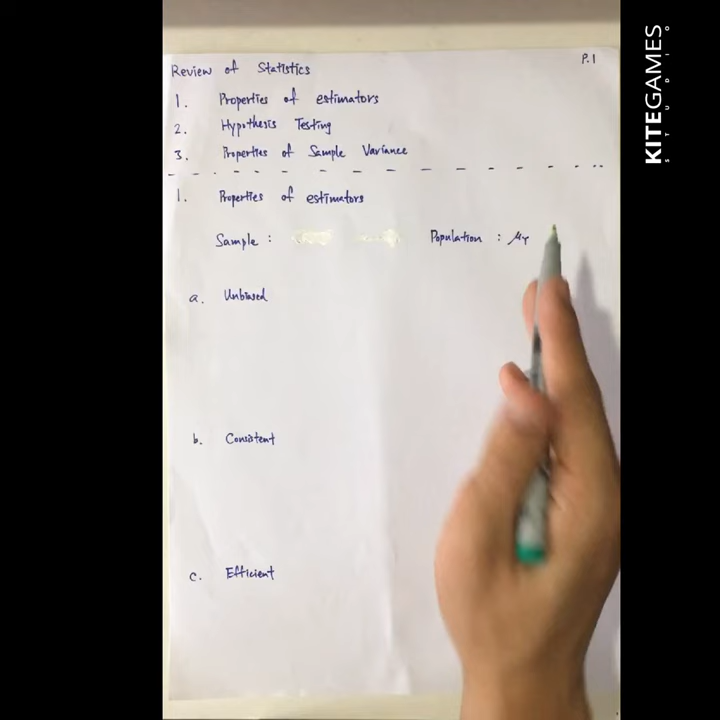 P.1
Review of Statistics
1. Properties of estimators
2. Hypothesis Testing
3. Properties of Sample Variance
1. Properties of estimators
Sample : Population : μY
a. Unbiased
b. Consistent
c. Efficient
KITEGAMES
STUDIO